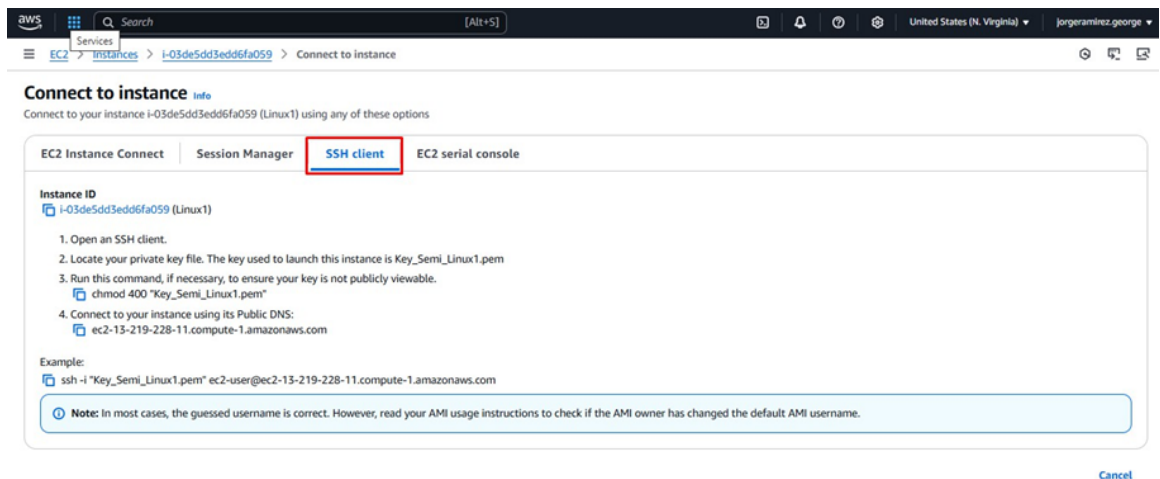 aws
Search [Alt+S] United States (N. Virginia) jorgeramirez.george
Services
EC2 > Instances > i-03de5dd3edd6fa059 > Connect to instance
Connect to instance Info
Connect to your instance i-03de5dd3edd6fa059 (Linux1) using any of these options
EC2 Instance Connect Session Manager SSH client EC2 serial console
Instance ID
i-03de5dd3edd6fa059 (Linux1)
1. Open an SSH client.
2. Locate your private key file. The key used to launch this instance is Key_Semi_Linux1.pem
3. Run this command, if necessary, to ensure your key is not publicly viewable.
chmod 400 "Key_Semi_Linux1.pem"
4. Connect to your instance using its Public DNS:
ec2-13-219-228-11.compute-1.amazonaws.com
Example:
ssh -i "Key_Semi_Linux1.pem" ec2-user@ec2-13-219-228-11.compute-1.amazonaws.com
Note: In most cases, the guessed username is correct. However, read your AMI usage instructions to check if the AMI owner has changed the default AMI username.
Cancel